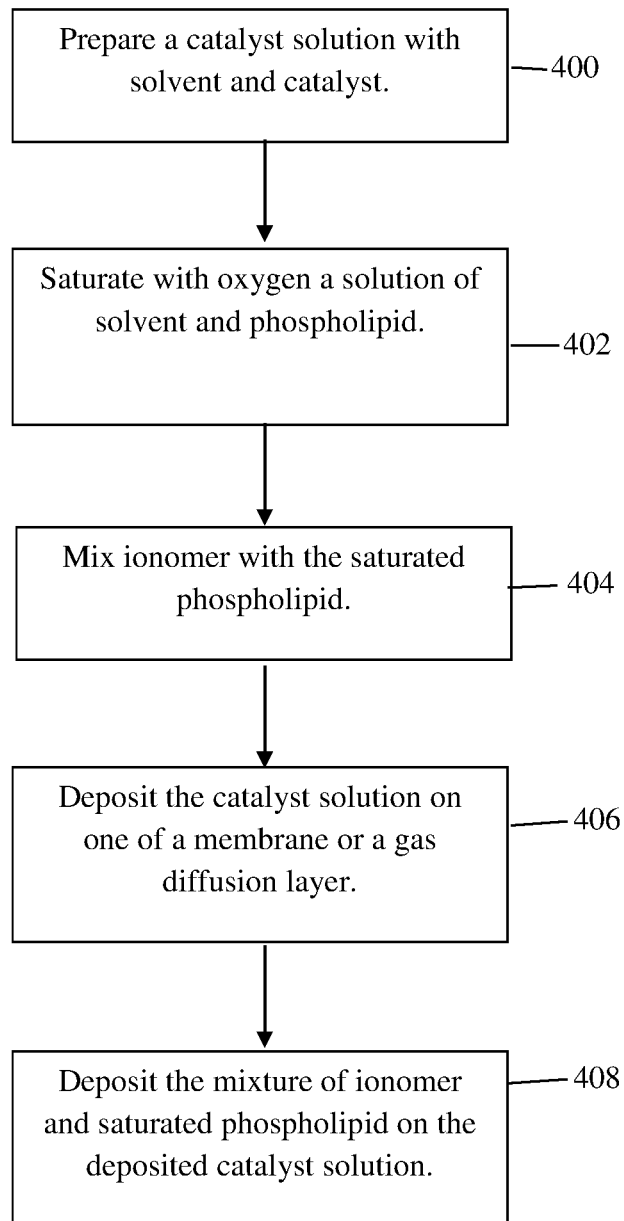 Prepare a catalyst solution with
solvent and catalyst.
400
Saturate with oxygen a solution of
solvent and phospholipid.
402
Mix ionomer with the saturated
phospholipid.
404
Deposit the catalyst solution on
one of a membrane or a gas
diffusion layer.
406
Deposit the mixture of ionomer
and saturated phospholipid on the
deposited catalyst solution.
408